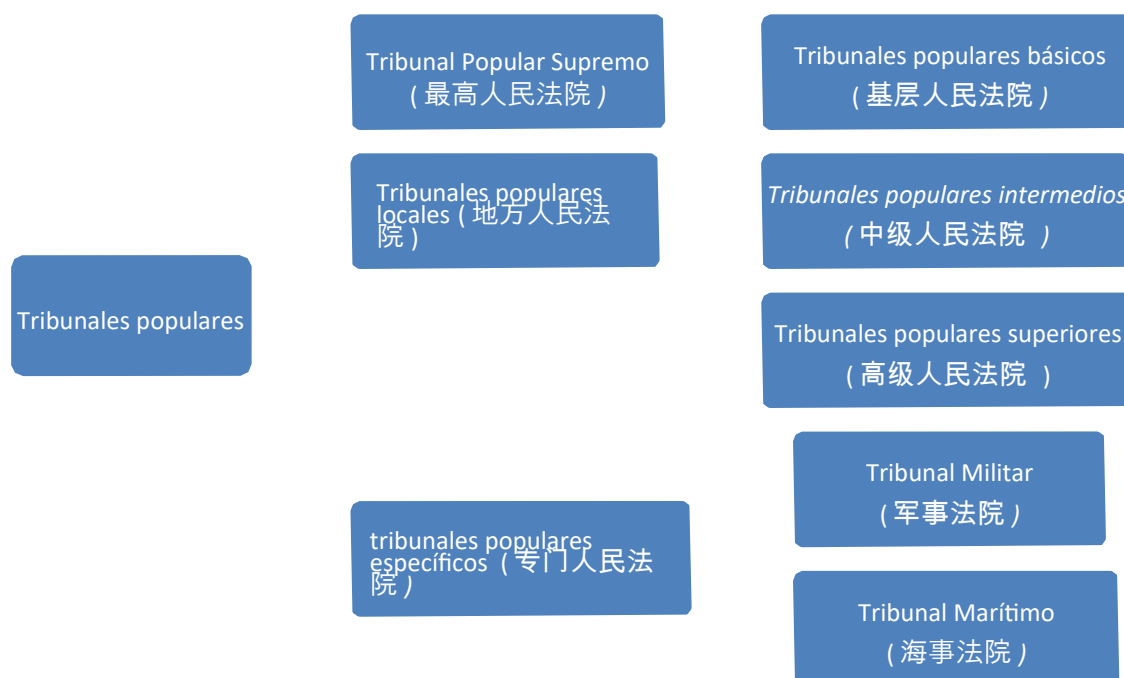 Tribunales populares
Tribunal Popular Supremo
( 最高人民法院 )
Tribunales populares
locales ( 地方人民法
院 )
tribunales populares
específicos ( 专门人民法
院 )
Tribunales populares básicos
( 基层人民法院 )
Tribunales populares intermedios
( 中级人民法院 )
Tribunales populares superiores
( 高级人民法院 )
Tribunal Militar
( 军事法院 )
Tribunal Marítimo
( 海事法院 )